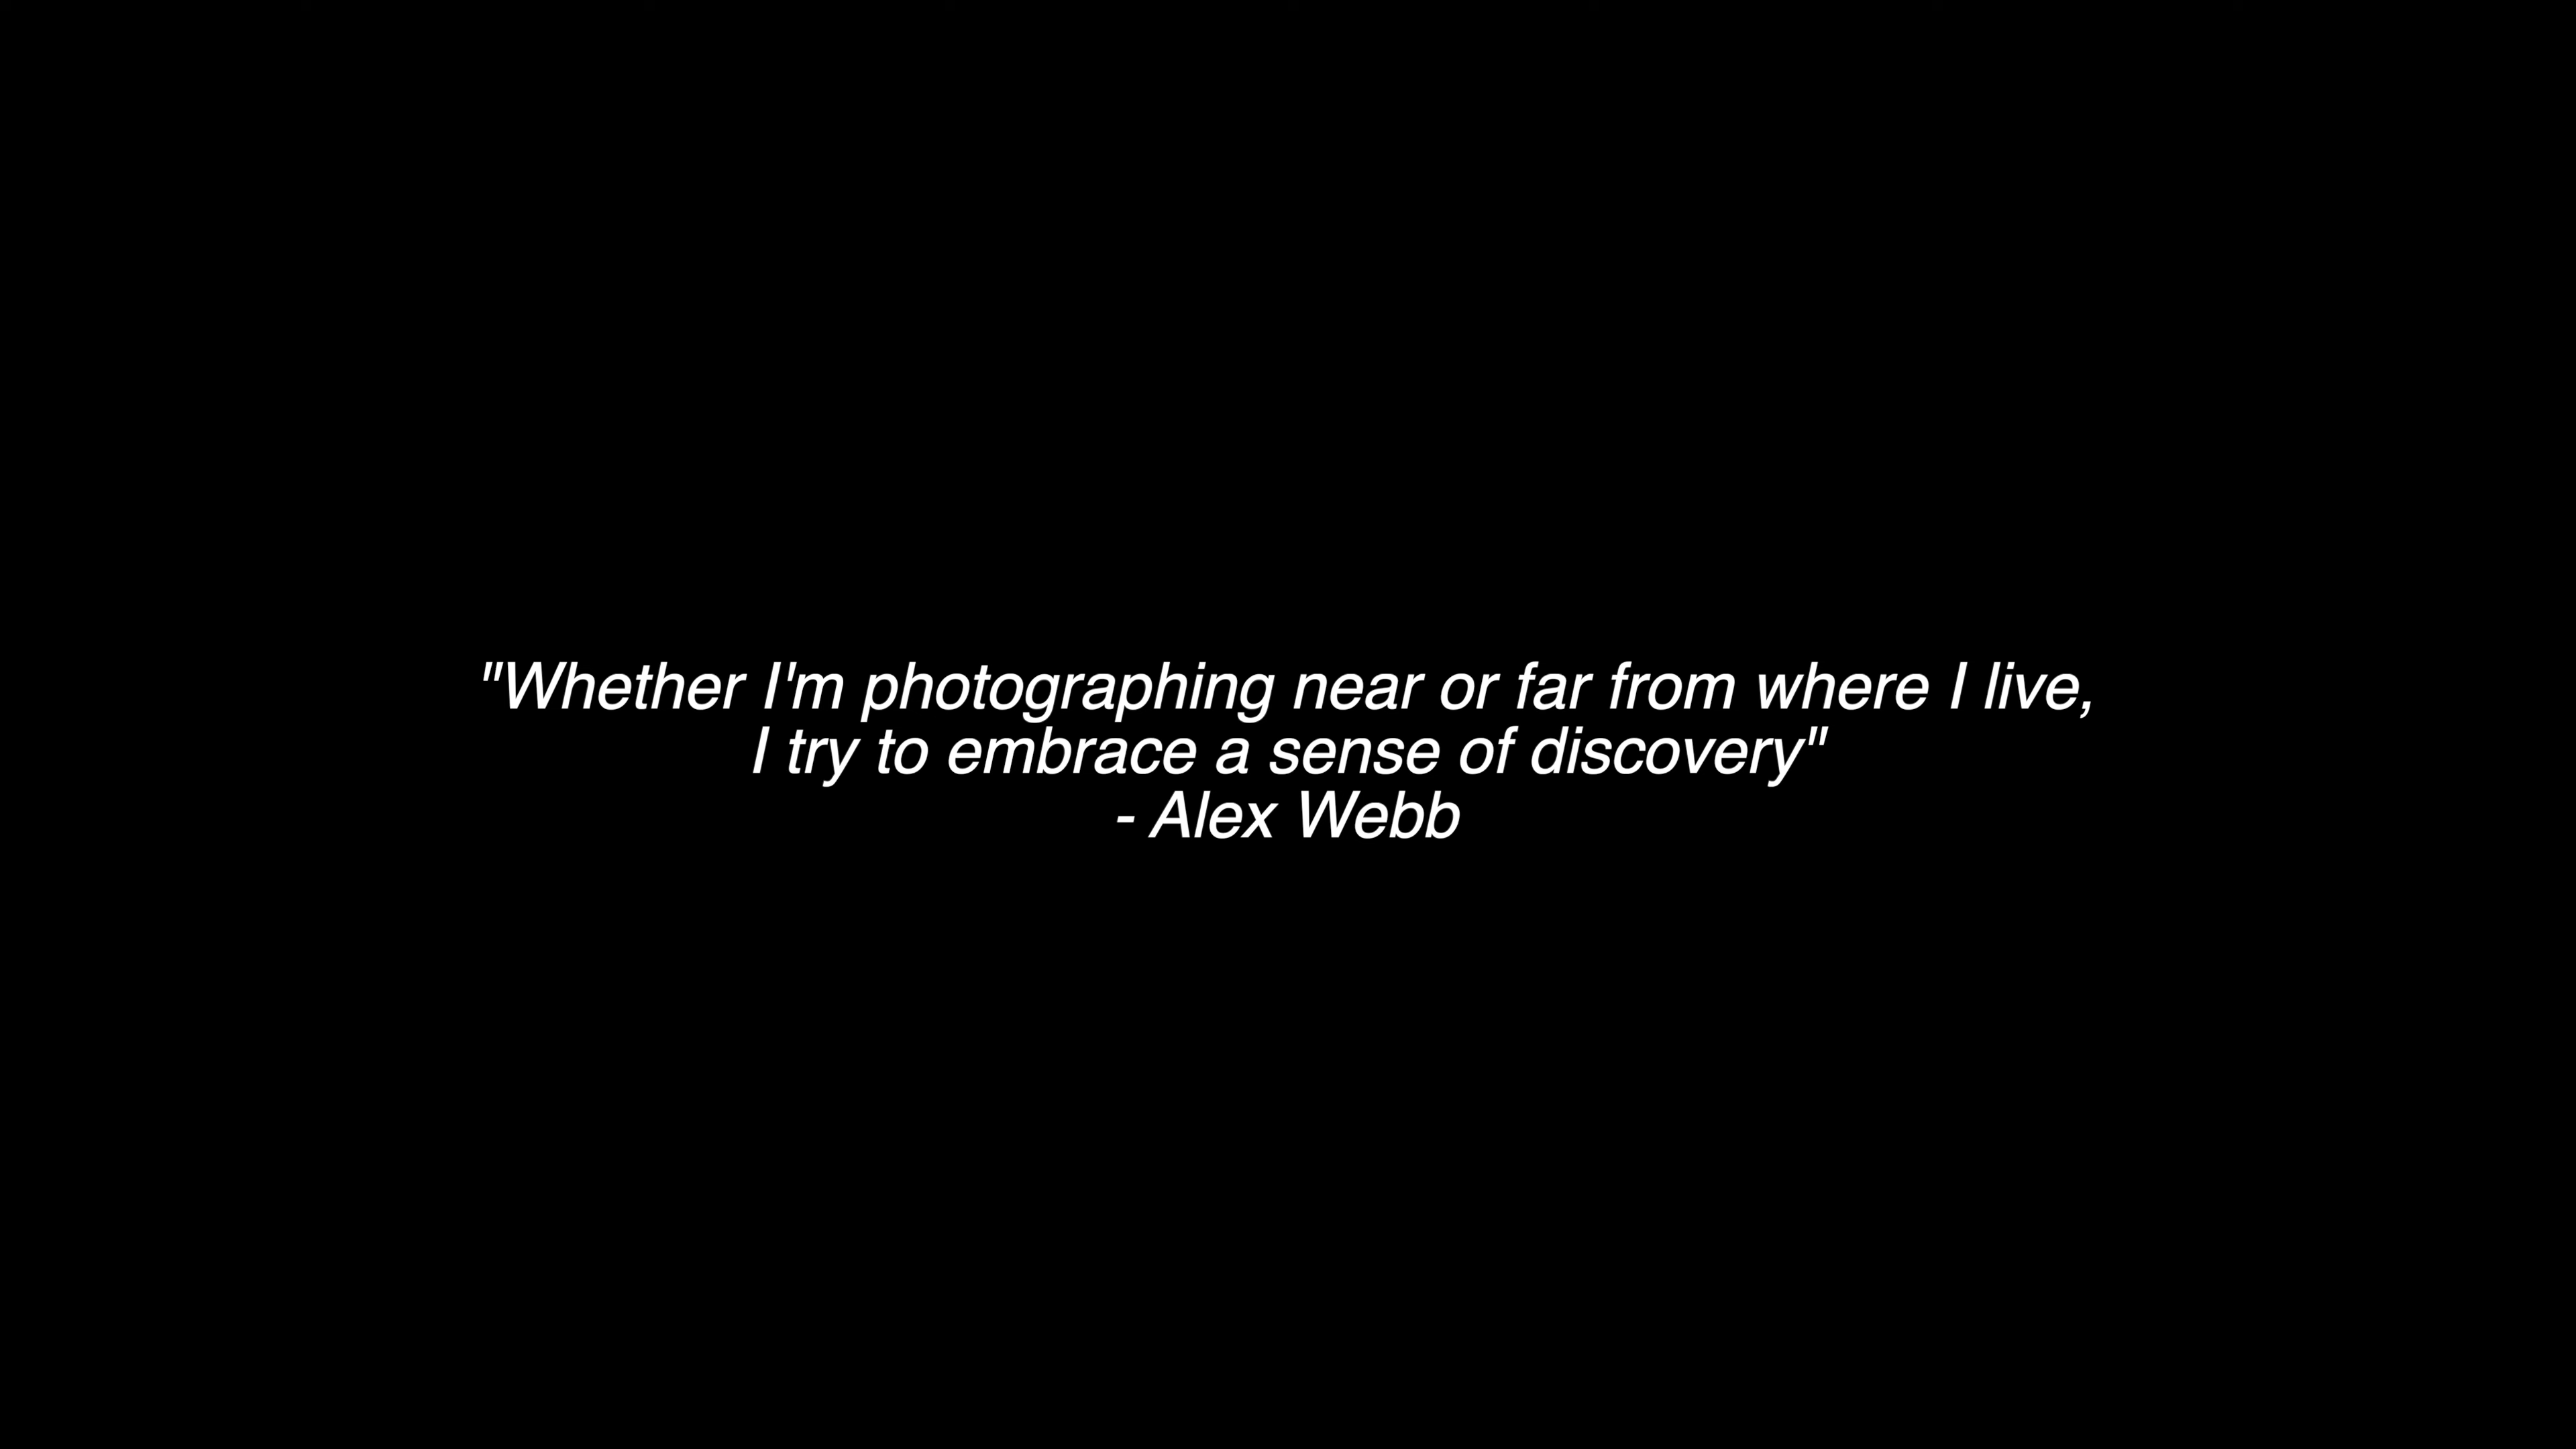 "Whether I'm photographing near or far from where I live,
I try to embrace a sense of discovery"
- Alex Webb